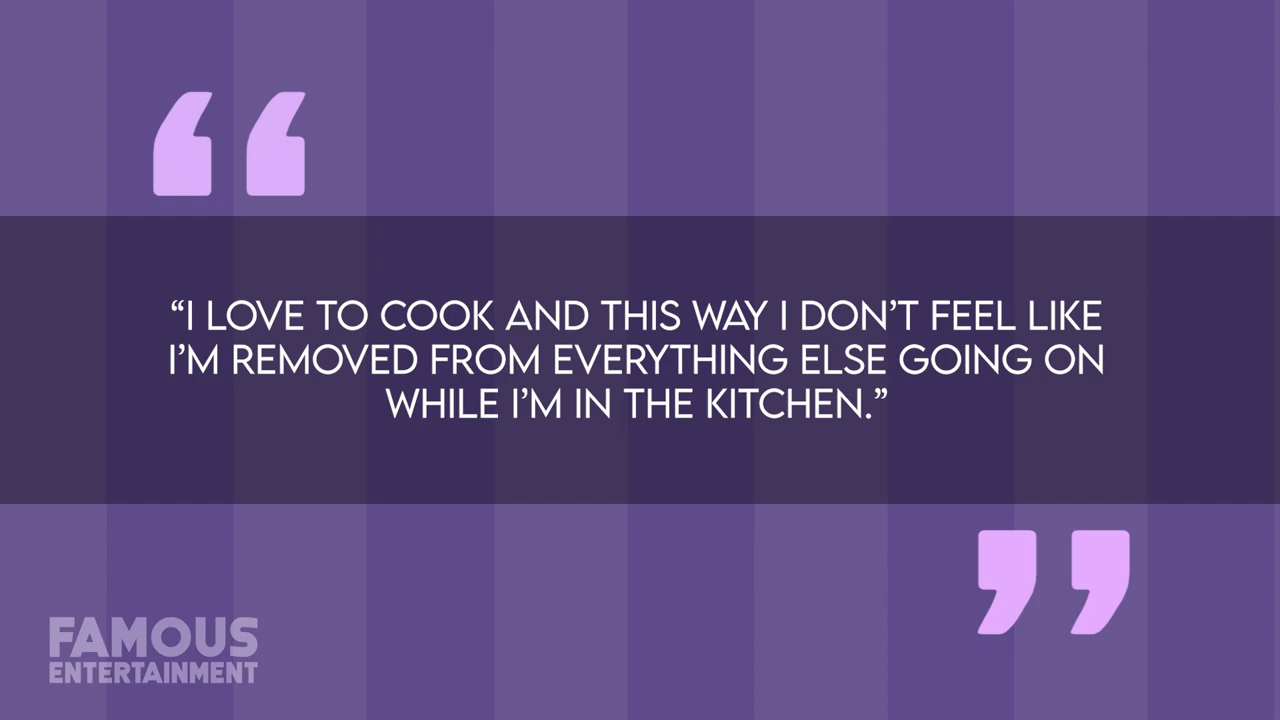 “I LOVE TO COOK AND THIS WAY I DON’T FEEL LIKE
I’M REMOVED FROM EVERYTHING ELSE GOING ON
WHILE I’M IN THE KITCHEN.”
FAMOUS
ENTERTAINMENT